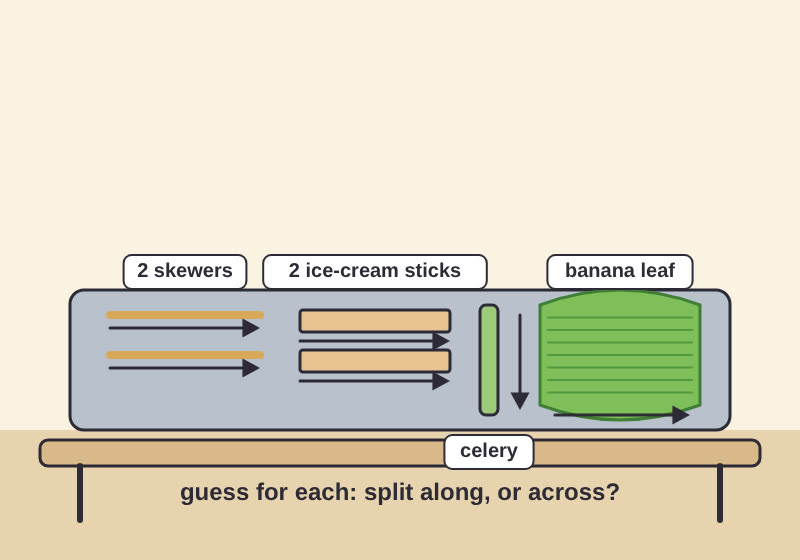 2 skewers
2 ice-cream sticks
banana leaf
celery
guess for each: split along, or across?